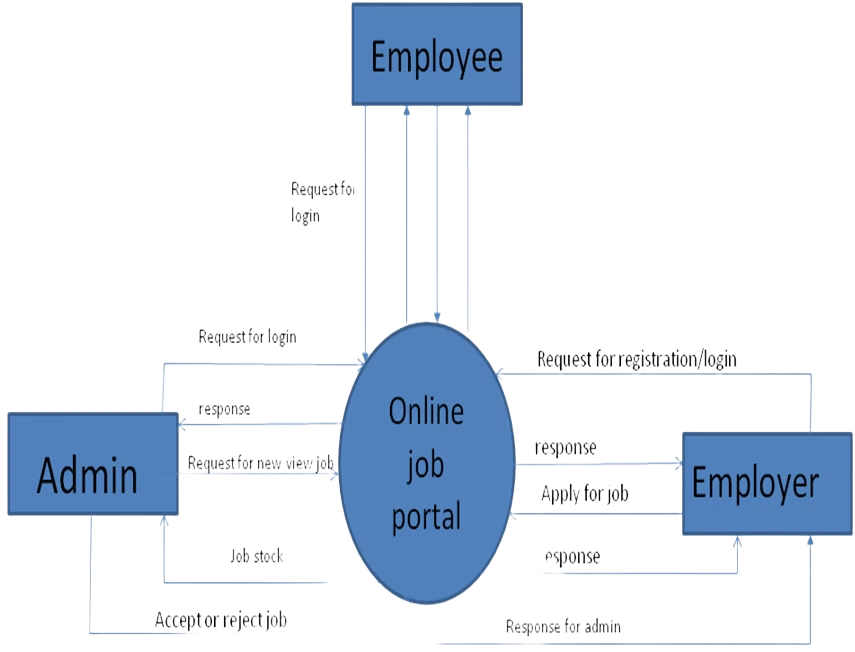 Employee
Request for
login
Request for login
Request for registration/login
Online
job
portal
response
response
Request for new view job
Admin
Employer
Apply for job
Job stock
esponse
Accept or reject job
Response for admin